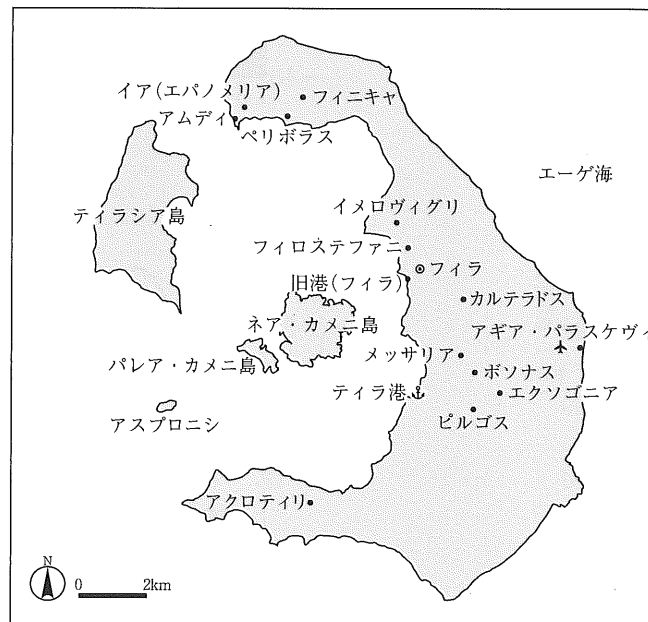 イア(エパノメリア)
フィニキャ
アムディ
ペリボラス
エーゲ海
ティラシア島
イメロヴィグリ
フィロステファニ
フィラ
旧港(フィラ)
カルテラドス
ネア・カメニ島
アギア・パラスケヴィ
メッサリア
パレア・カメニ島
ボソナス
ティラ港
エクソゴニア
アスプロニシ
ピルゴス
アクロティリ
N
0 2km